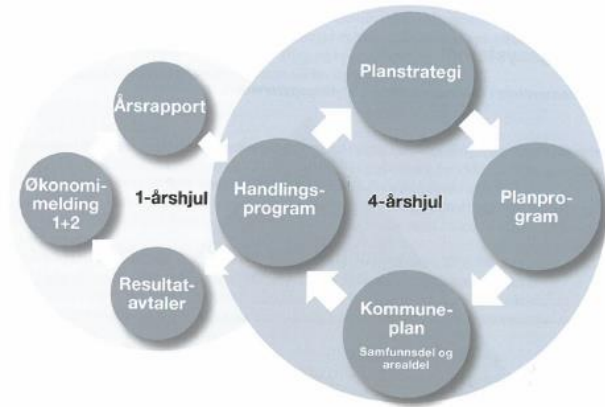 Årsrapport
Økonomi-
melding
1+2
1-årshjul
Resultat-
avtaler
Handlings-
program
4-årshjul
Planstrategi
Planpro-
gram
Kommune-
plan
Samfunnsdel og
arealdel